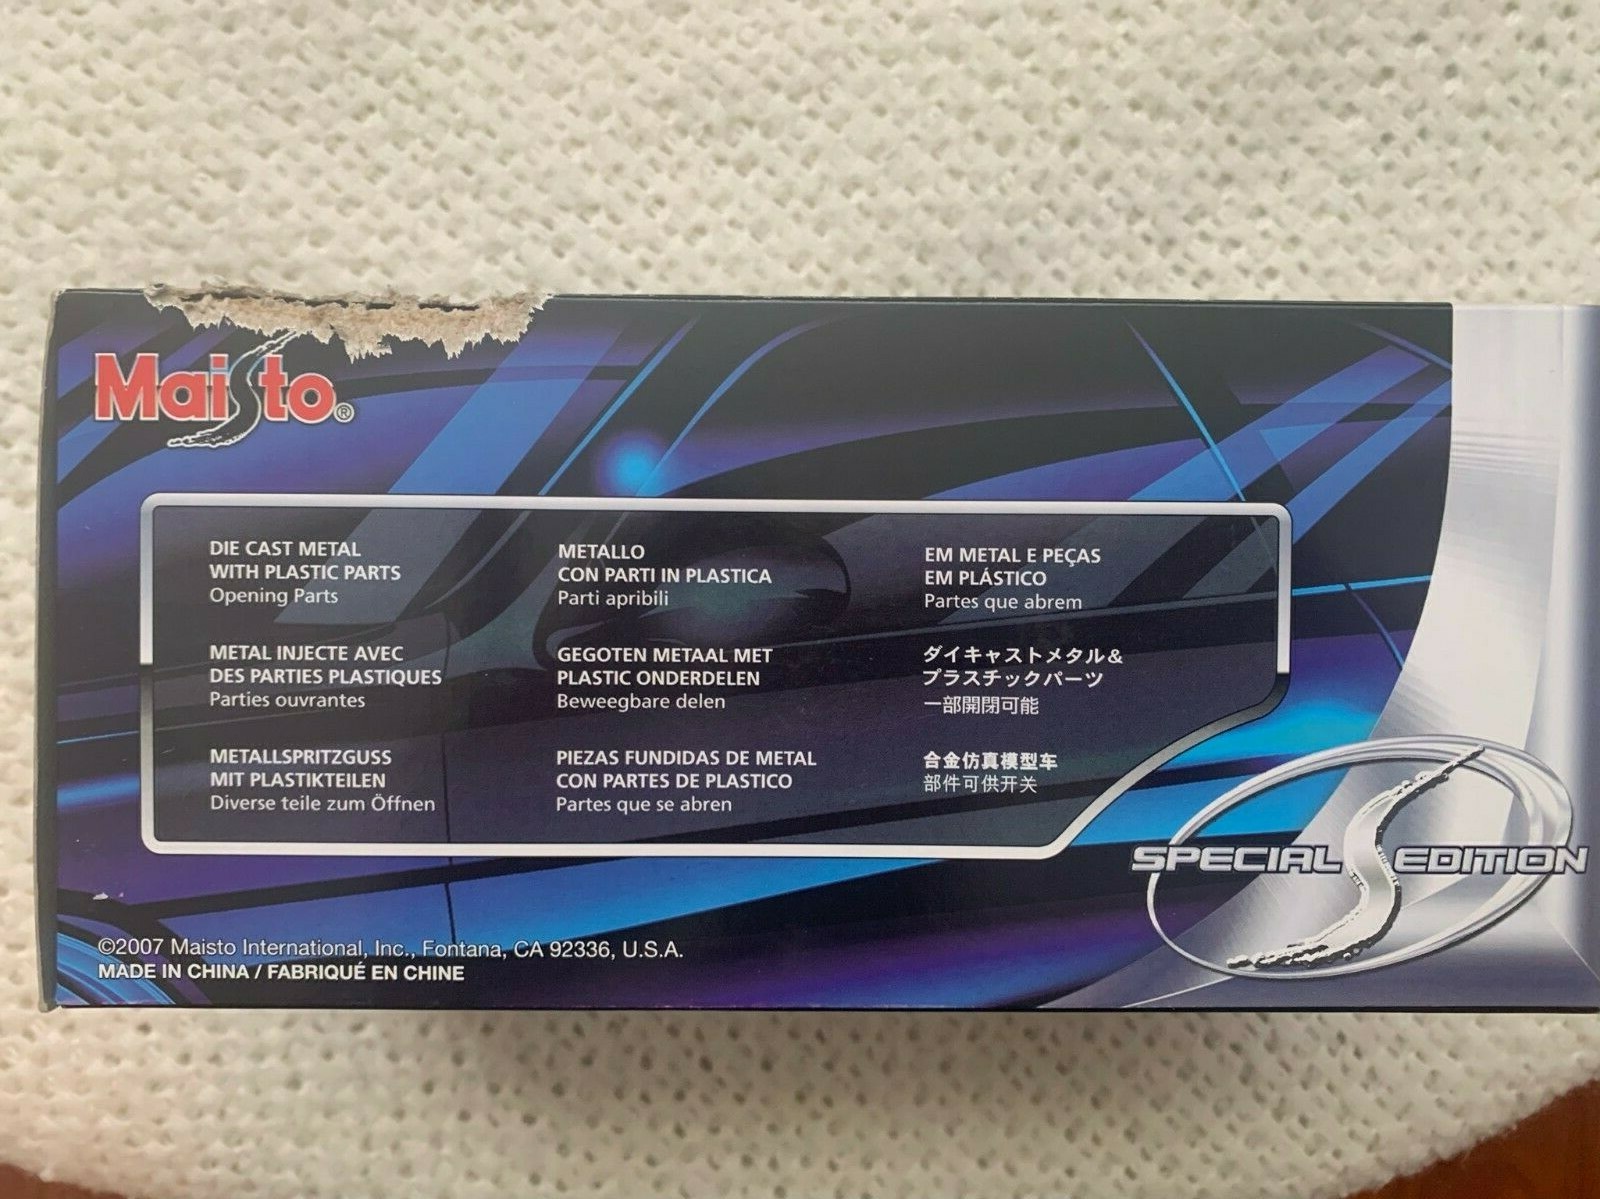 Maisto®
DIE CAST METAL
WITH PLASTIC PARTS
Opening Parts
METAL INJECTE AVEC
DES PARTIES PLASTIQUES
Parties ouvrantes
METALLSPRITZGUSS
MIT PLASTIKTEILEN
Diverse teile zum Öffnen
METALLO
CON PARTI IN PLASTICA
Parti apribili
GEGOTEN METAAL MET
PLASTIC ONDERDELEN
Beweegbare delen
PIEZAS FUNDIDAS DE METAL
CON PARTES DE PLASTICO
Partes que se abren
EM METAL E PEÇAS
EM PLÁSTICO
Partes que abrem
ダイキャストメタル&
プラスチックパーツ
一部開閉可能
合金仿真模型车
部件可供开关
SPECIAL EDITION
©2007 Maisto International, Inc., Fontana, CA 92336, U.S.A.
MADE IN CHINA / FABRIQUÉ EN CHINE